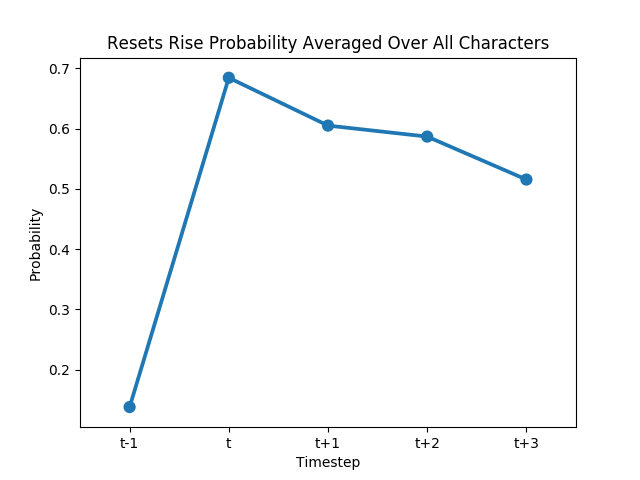 Resets Rise Probability Averaged Over All Characters
0.7
0.6
0.5
0.4
0.3
0.2
Probability
t-1 t t+1 t+2 t+3
Timestep